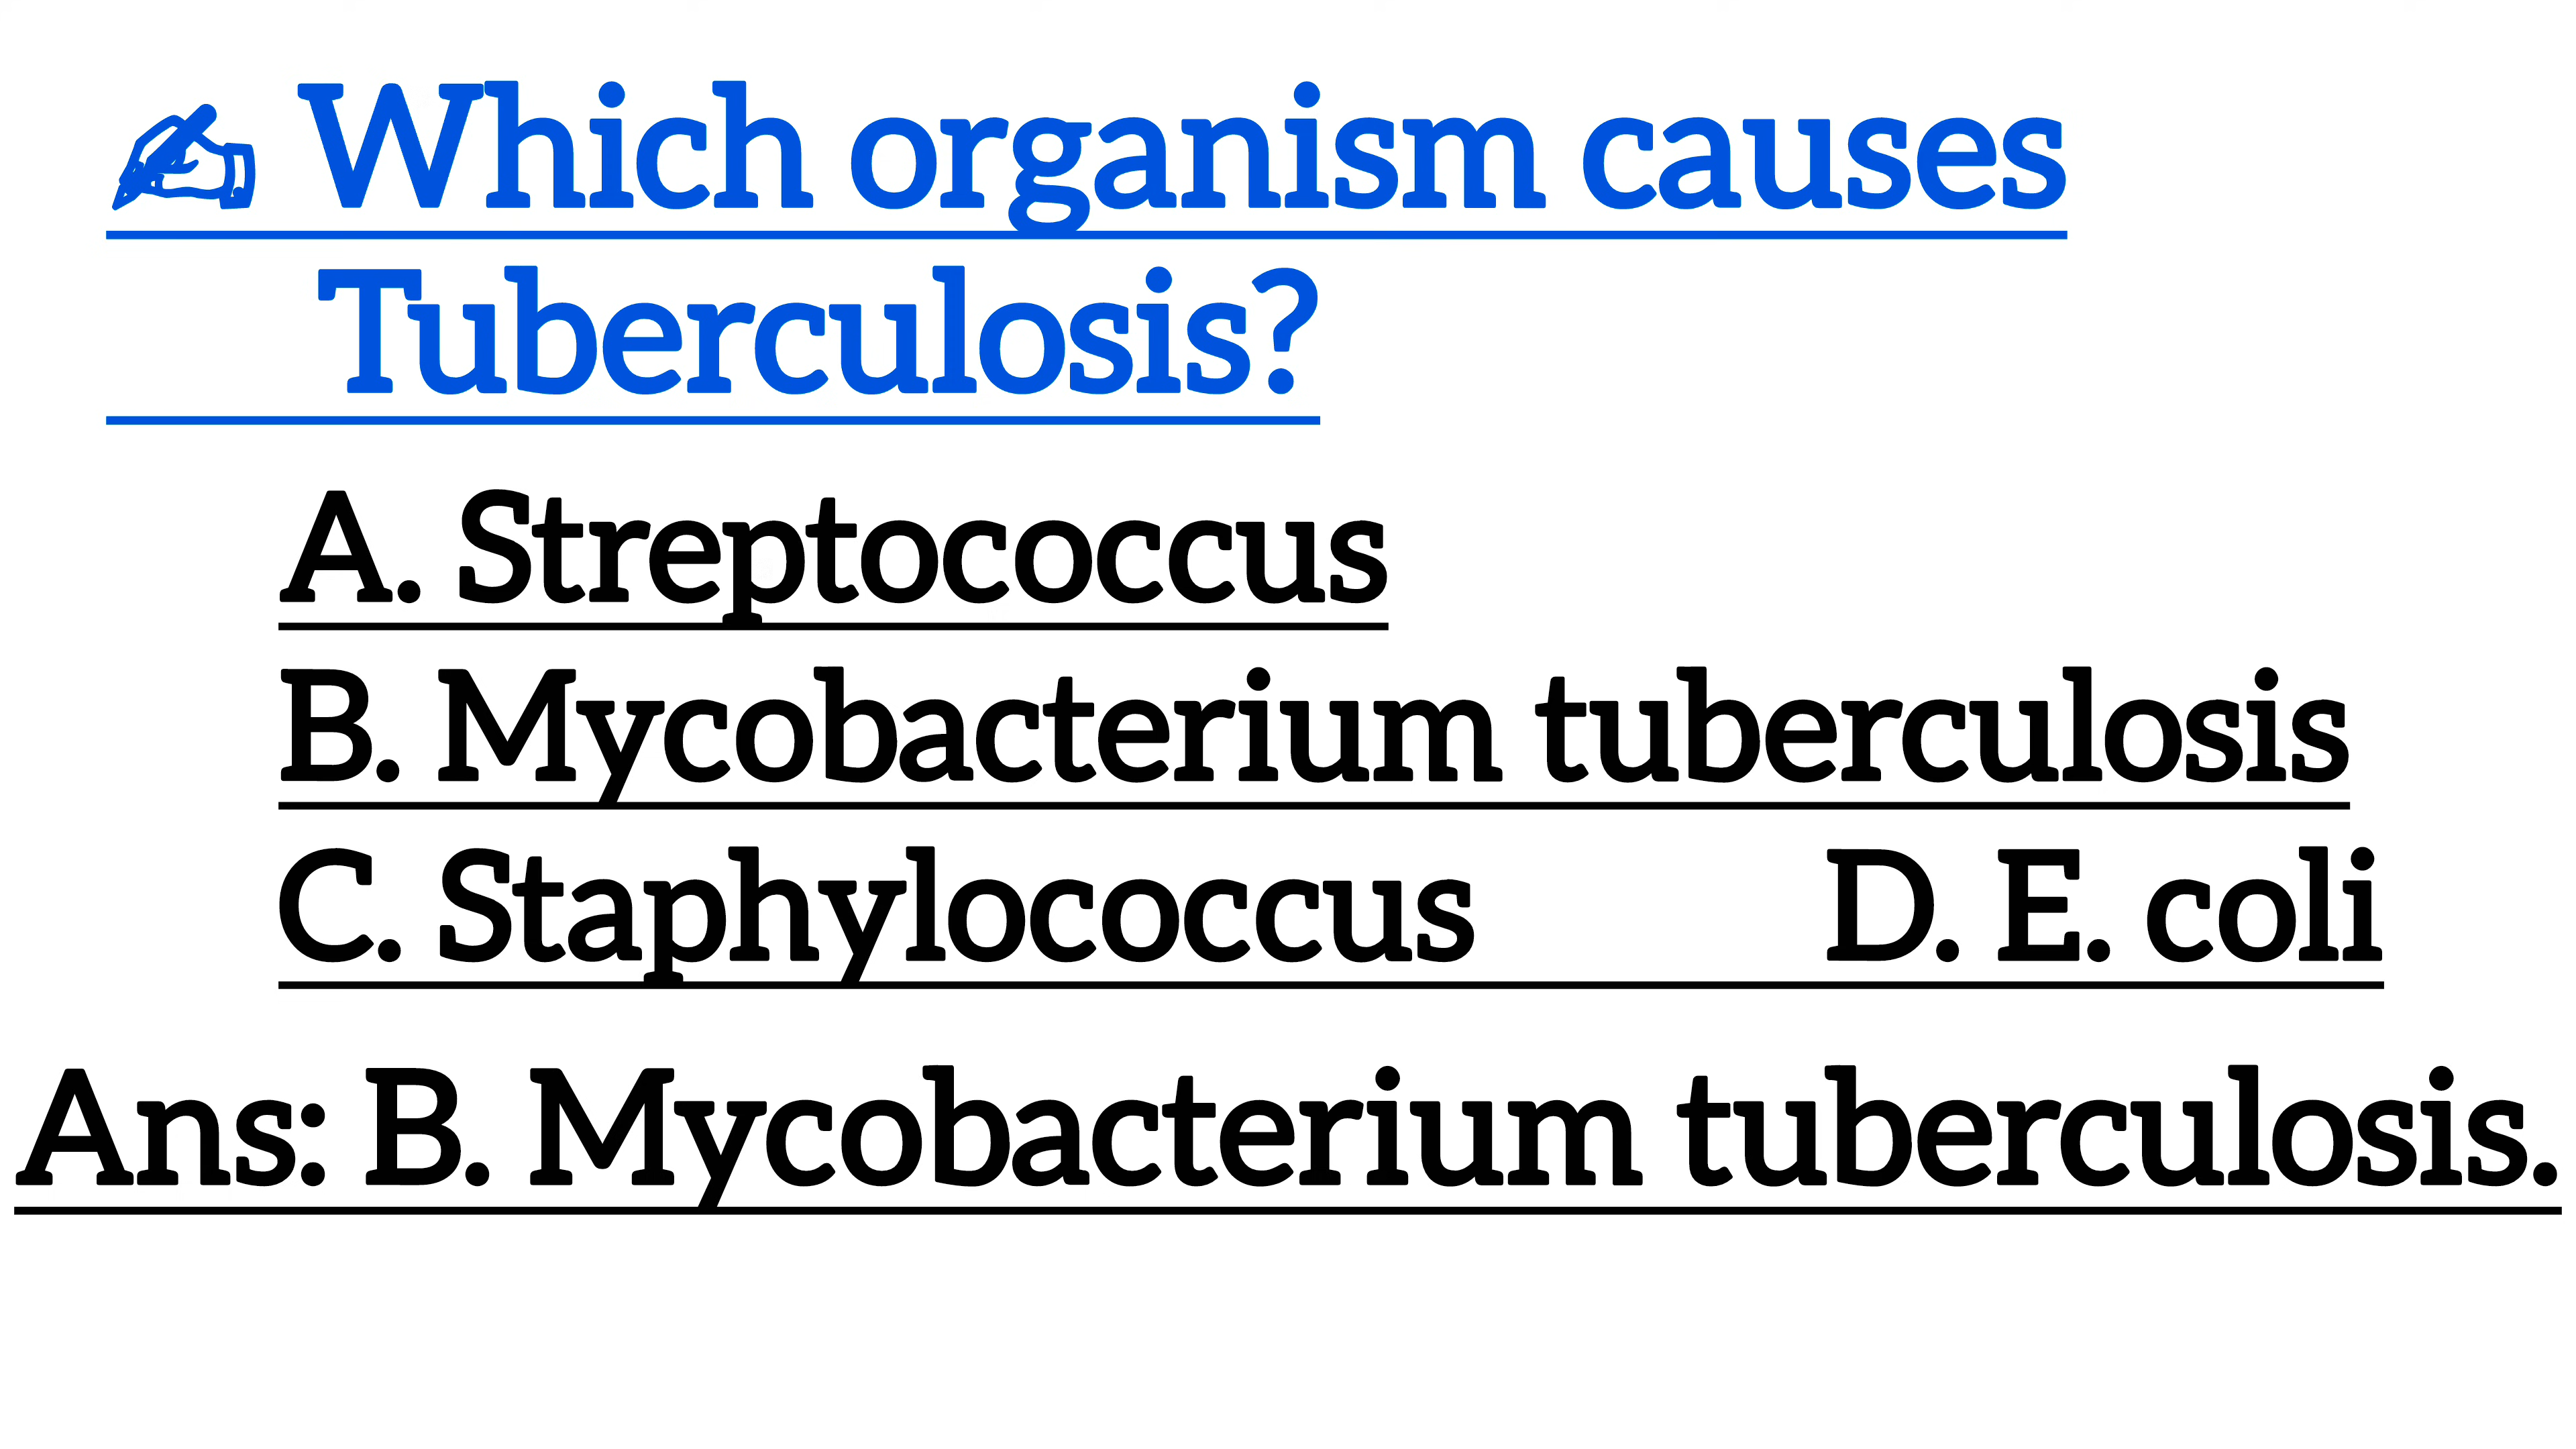 ✍ Which organism causes
Tuberculosis?
A. Streptococcus
B. Mycobacterium tuberculosis
C. Staphylococcus D. E. coli
Ans: B. Mycobacterium tuberculosis.